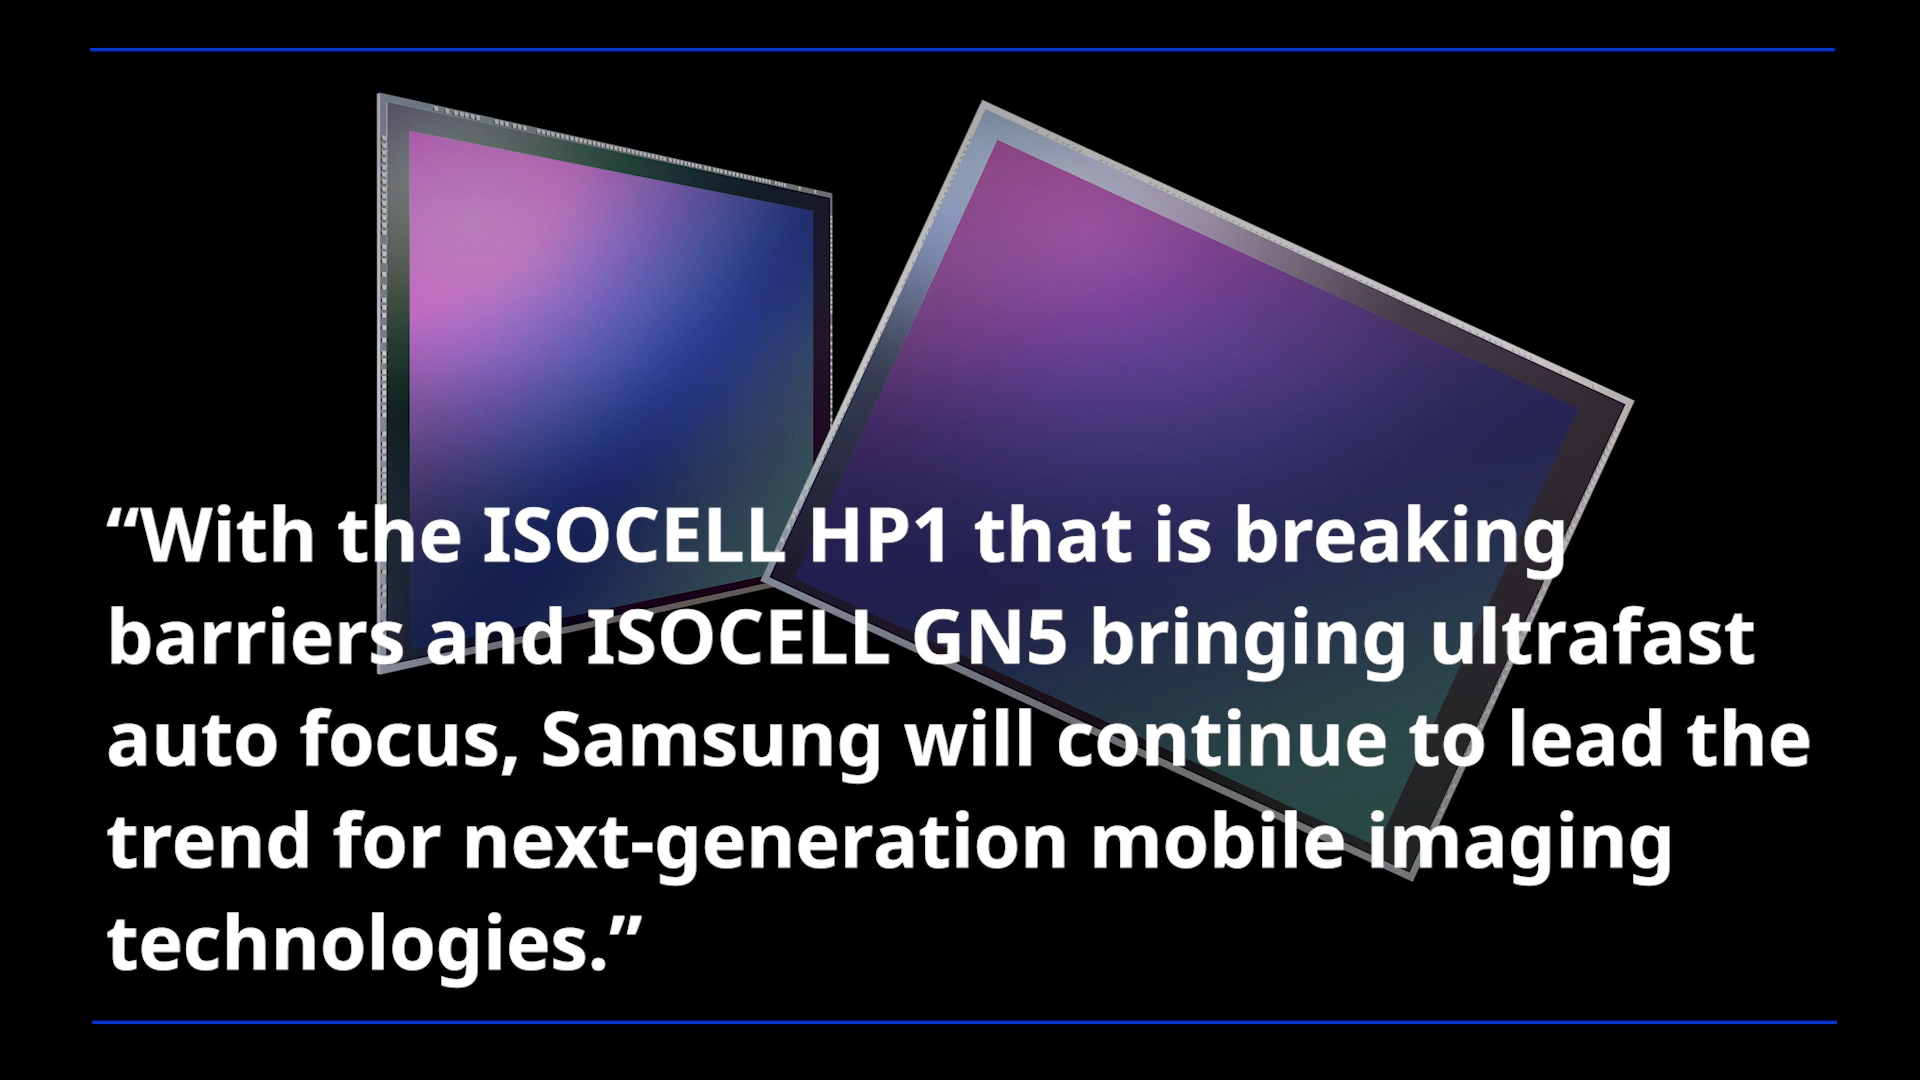 “With the ISOCELL HP1 that is breaking
barriers and ISOCELL GN5 bringing ultrafast
auto focus, Samsung will continue to lead the
trend for next-generation mobile imaging
technologies.”